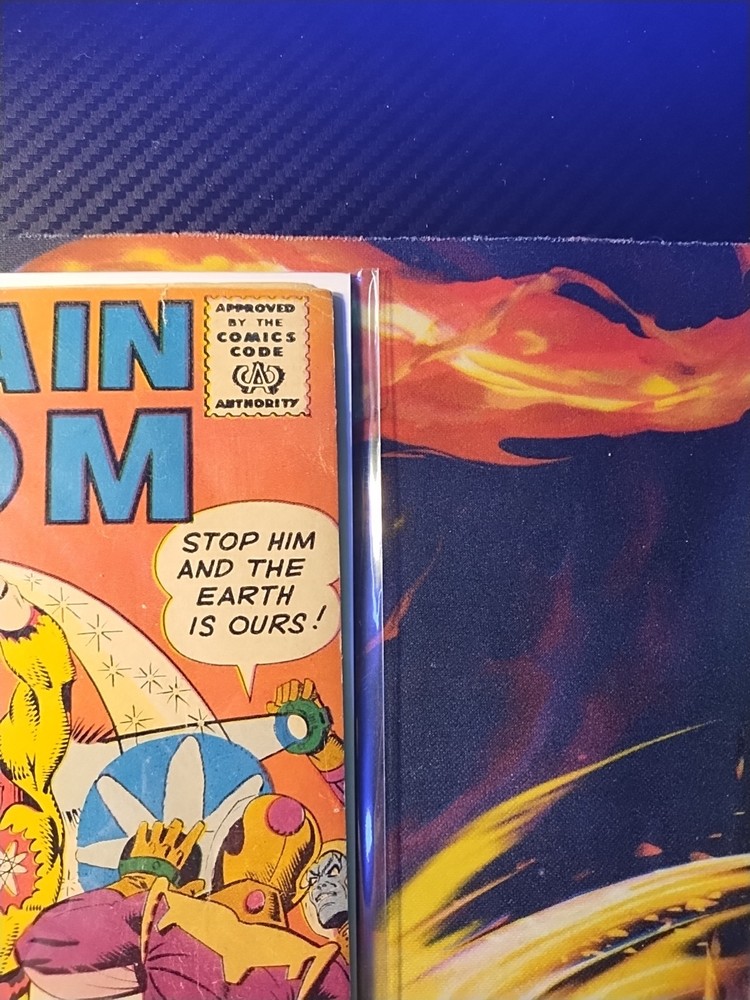 AIN
OM
APPROVED
BY THE
COMICS
CODE
AUTHORITY
STOP HIM
AND THE
EARTH
IS OURS!